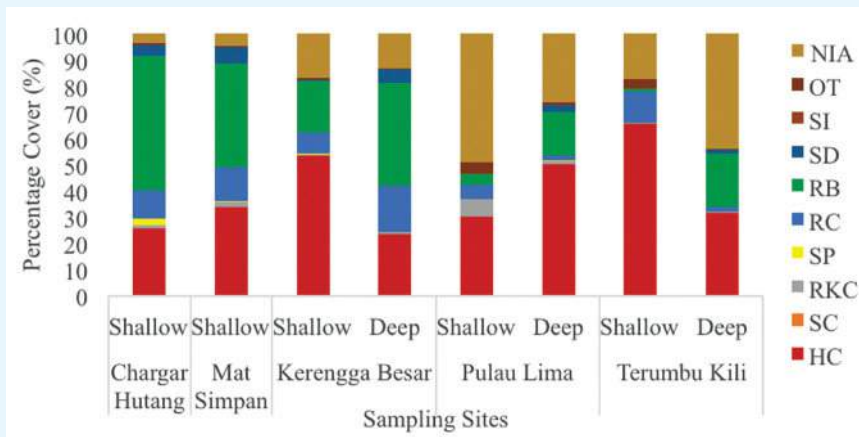 Percentage Cover (%)
100
90
80
70
60
50
40
30
20
10
0
Shallow Shallow Shallow Deep Shallow Deep Shallow Deep
Chargar Hutang
Mat Simpan
Kerengga Besar
Pulau Lima
Terumbu Kili
Sampling Sites
NIA
OT
SI
SD
RB
RC
SP
RKC
SC
HC